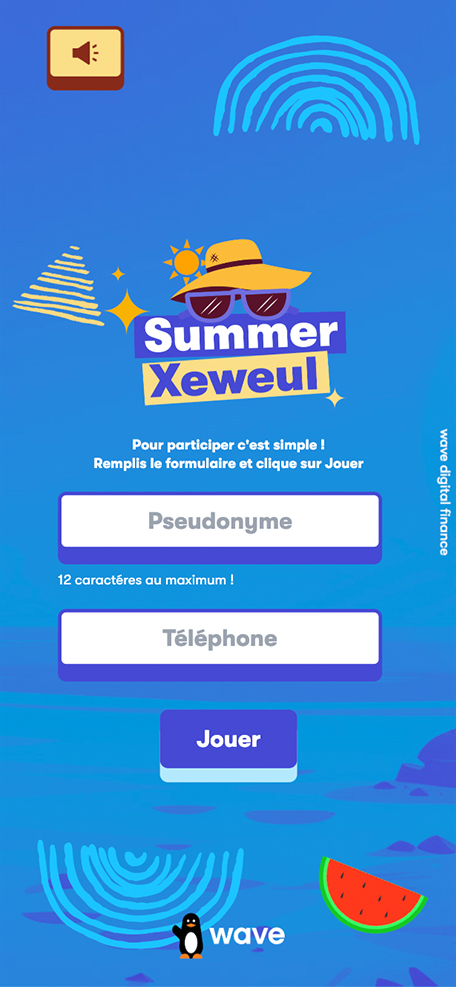 Summer
Xeweul
Pour participer c'est simple !
Remplis le formulaire et clique sur Jouer
wave digital finance
Pseudonyme
12 caractéres au maximum !
Téléphone
Jouer
wave